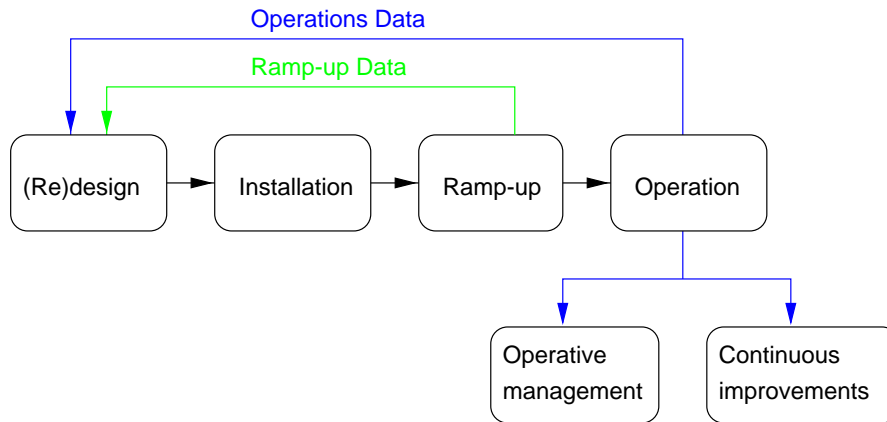 Operations Data
Ramp-up Data
(Re)design
Installation
Ramp-up
Operation
Operative
management
Continuous
improvements